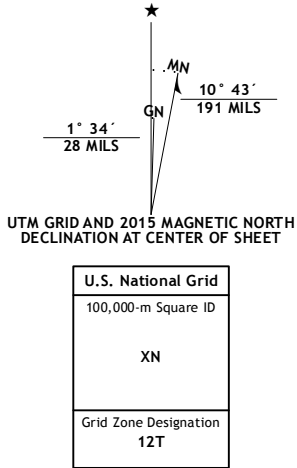 ★
MN
GN
10° 43´
191 MILS
1° 34´
28 MILS
UTM GRID AND 2015 MAGNETIC NORTH
DECLINATION AT CENTER OF SHEET
U.S. National Grid
100,000-m Square ID
XN
Grid Zone Designation
12T